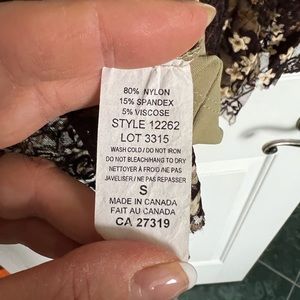 80% NYLON
15% SPANDEX
5% VISCOSE
STYLE 12262
LOT 3315
WASH COLD / DO NOT IRON
DO NOT BLEACH/HANG TO DRY
NETTOYER À FROID /NE PAS
JAVELISER / NE PAS REPASSER
S
MADE IN CANADA
FAIT AU CANADA
CA 27319